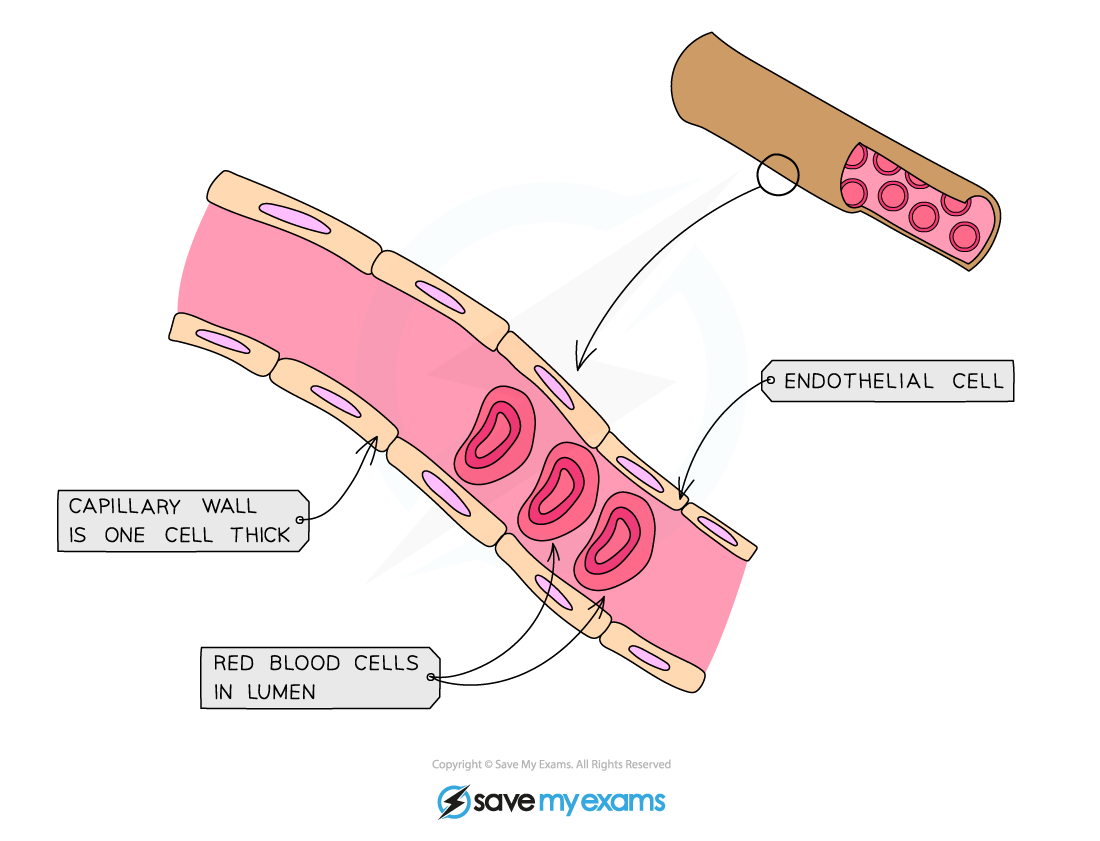 ENDOTHELIAL CELL
CAPILLARY WALL
IS ONE CELL THICK
RED BLOOD CELLS
IN LUMEN
Copyright © Save My Exams. All Rights Reserved
save my exams